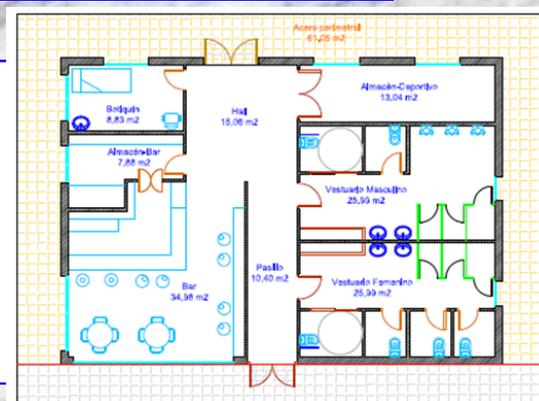 Acera perimetral
61,05 m2
Almacén-Deportivo
13,04 m2
Botiquín
8,83 m2
Hall
15,06 m2
Almacén-Bar
7,88 m2
Vestuario Masculino
25,99 m2
Pasillo
10,40 m2
Bar
34,98 m2
Vestuario Femenino
25,99 m2